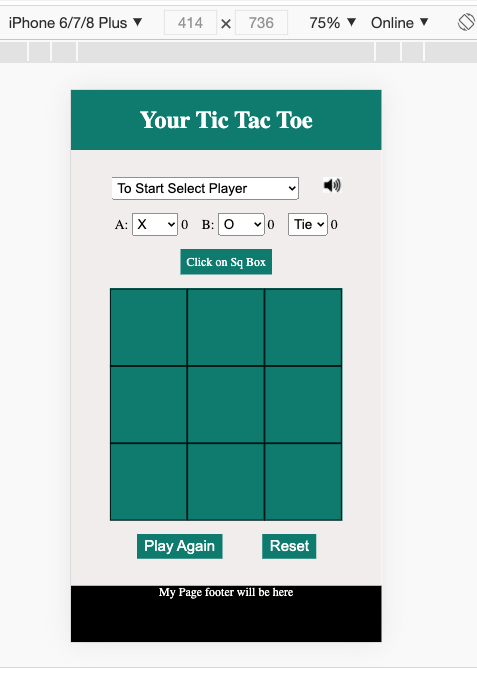 iPhone 6/7/8 Plus ▼ 414 × 736 75% ▼ Online ▼
Your Tic Tac Toe
To Start Select Player
A: X 0 B: O 0 Tie 0
Click on Sq Box
Play Again Reset
My Page footer will be here